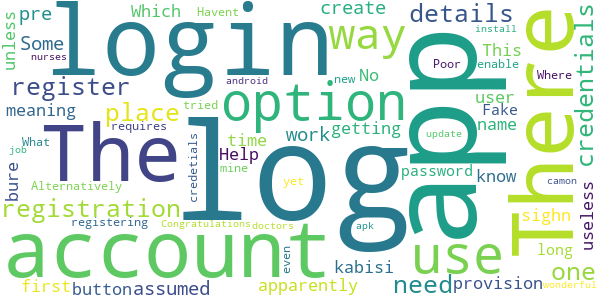 unless
pre
Which
Havent
create
details
credentials
Some
nurses
login
way
There
register
android
No
This
Poor
install
enable
Where
meaning
place
requires
option
app
tried
new
user
Fake
The
log
work
getting
name
What
job
bure
Help
time
mine
credetials
update
password
know
useless
Alternatively
registration
registering
Congratulations
doctors
yet
apk
sighn
camon
account
even
kabisi
use
long
one
first
button
assumed
apparently
need
provision
wonderful